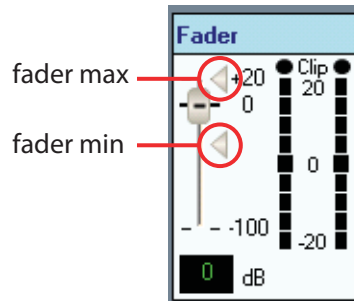 Fader
fader max
+20 Clip
0 20
fader min
0
-100 -20
0 dB